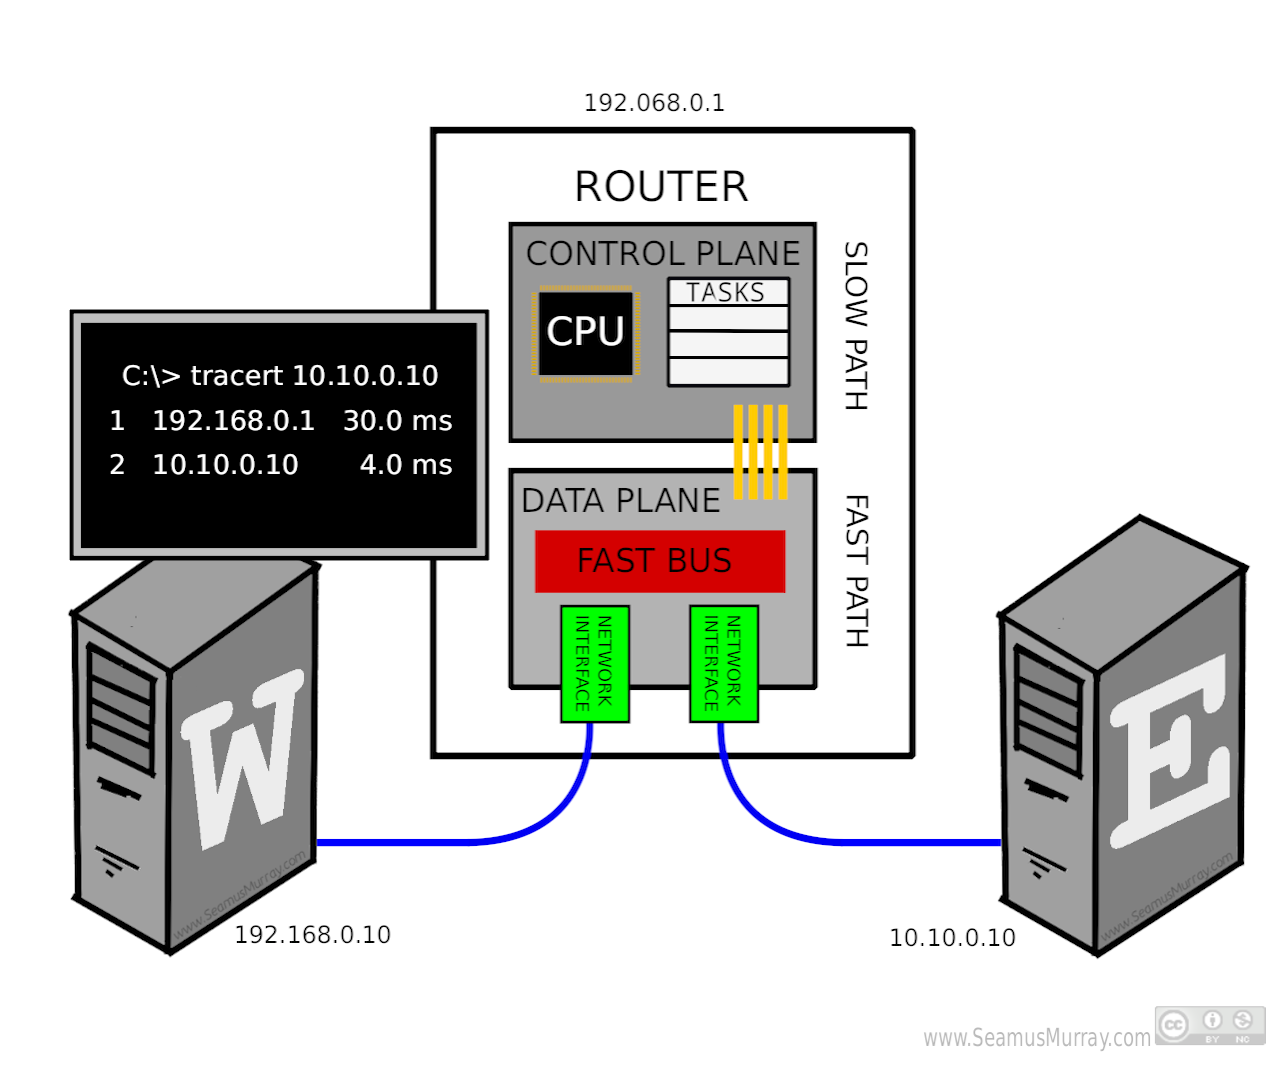 192.068.0.1
ROUTER
CONTROL PLANE
CPU
TASKS
SLOW PATH
C:\> tracert 10.10.0.10
1 192.168.0.1 30.0 ms
2 10.10.0.10 4.0 ms
DATA PLANE
FAST BUS
FAST PATH
NETWORK
INTERFACE
NETWORK
INTERFACE
W
www.SeamusMurray.com
192.168.0.10
E
www.SeamusMurray.com
10.10.0.10
www.SeamusMurray.com
cc
BY NC